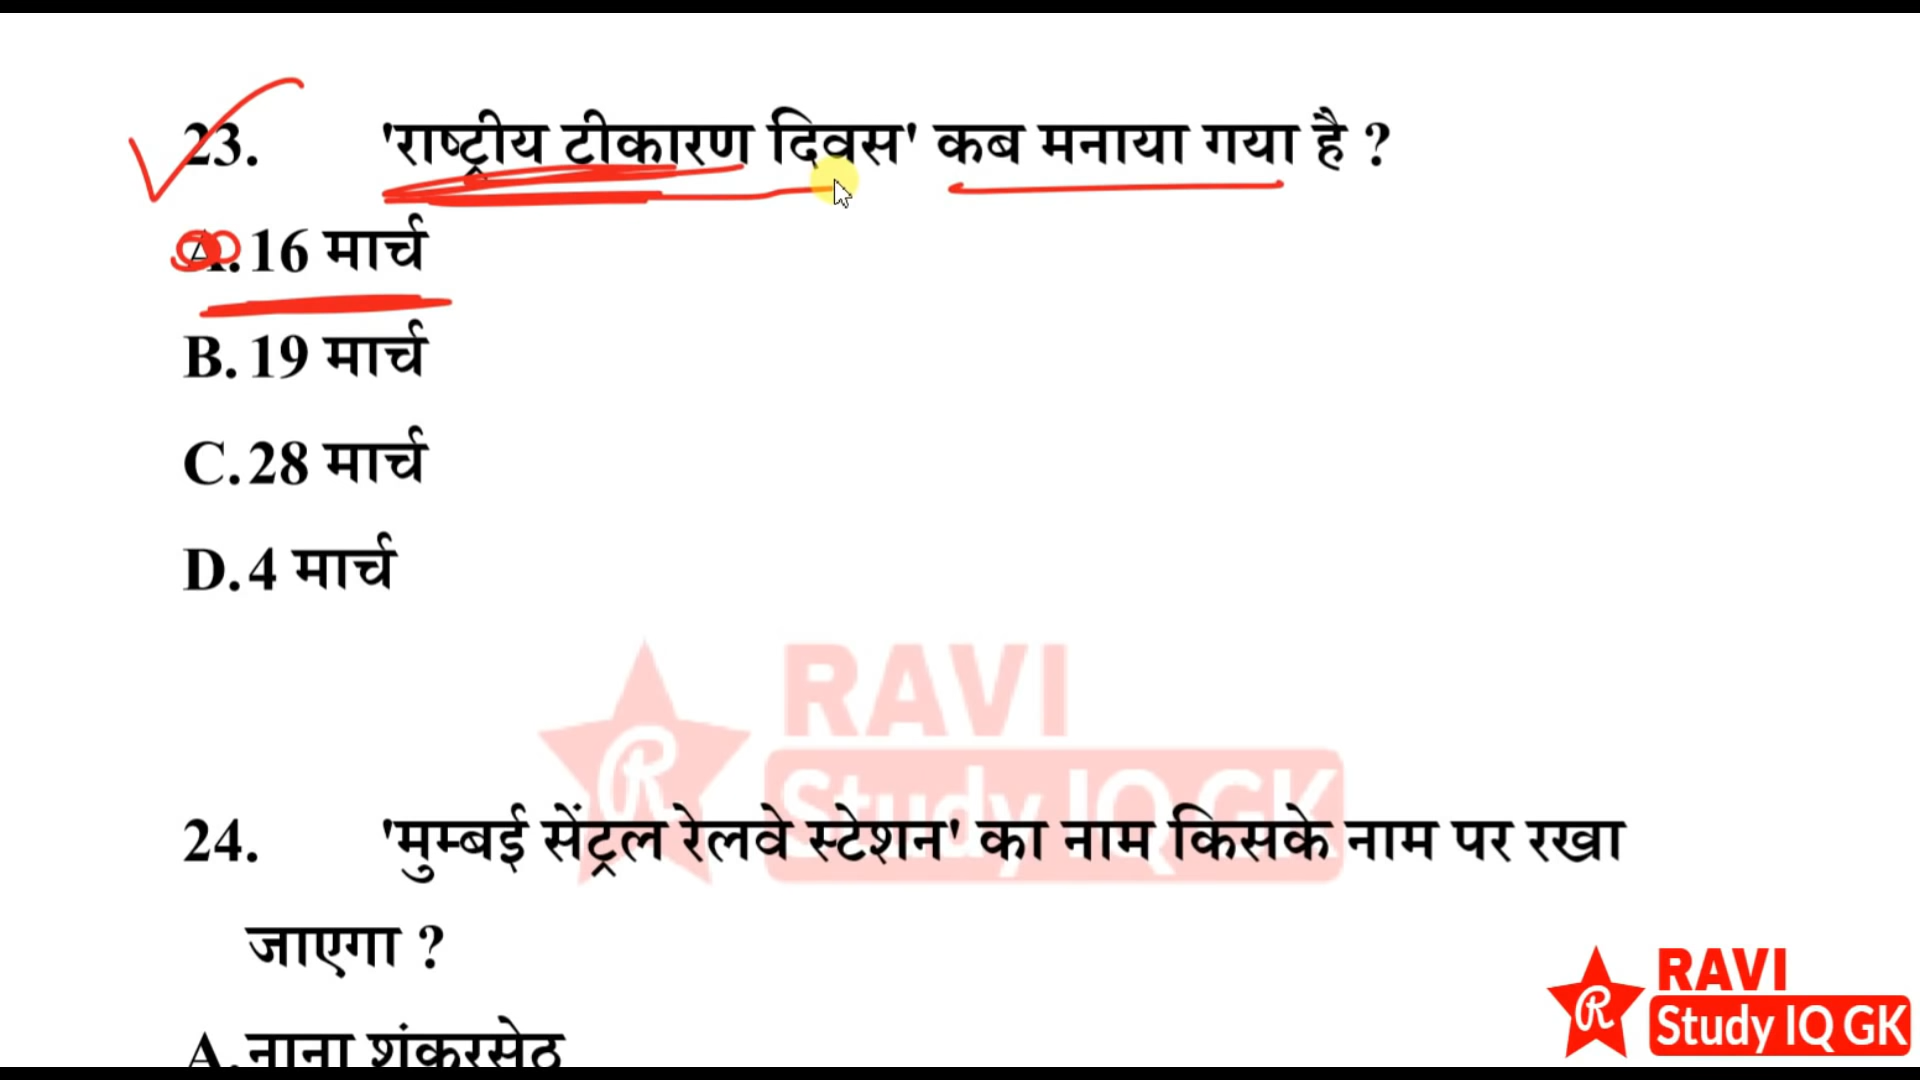 23. 'राष्ट्रीय टीकारण दिवस' कब मनाया गया है ?
A. 16 मार्च
B. 19 मार्च
C. 28 मार्च
D. 4 मार्च
RAVI
Study IQ GK
24. 'मुम्बई सेंट्रल रेलवे स्टेशन' का नाम किसके नाम पर रखा
जाएगा ?
A. नाना शंकरसेठ
R RAVI
Study IQ GK